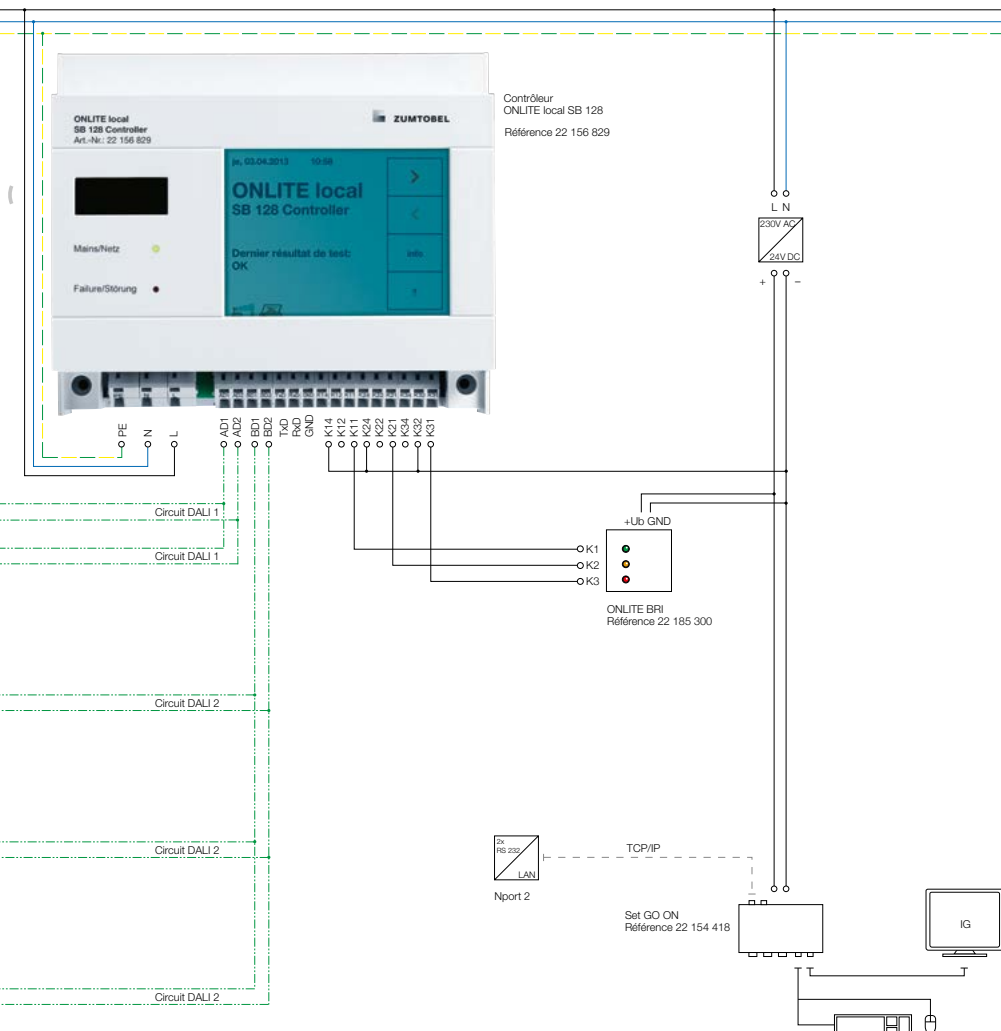 Contrôleur
ONLITE local SB 128
Référence 22 156 829
ONLITE local
SB 128 Controller
Art.-Nr.: 22 156 829
ZUMTOBEL
je, 03.04.2013 10:58
ONLITE local
SB 128 Controller
Dernier résultat de test:
OK
>
<
info
Mains/Netz
Failure/Störung
L N
230V AC
24V DC
+ –
PE
N
L
AD1
AD2
BD1
BD2
TxD
RxD
GND
K14
K12
K11
K24
K22
K21
K34
K32
K31
Circuit DALI 1
Circuit DALI 1
+Ub GND
K1
K2
K3
ONLITE BRI
Référence 22 185 300
Circuit DALI 2
Circuit DALI 2
2x
RS 232
LAN
TCP/IP
Nport 2
Set GO ON
Référence 22 154 418
IG
Circuit DALI 2